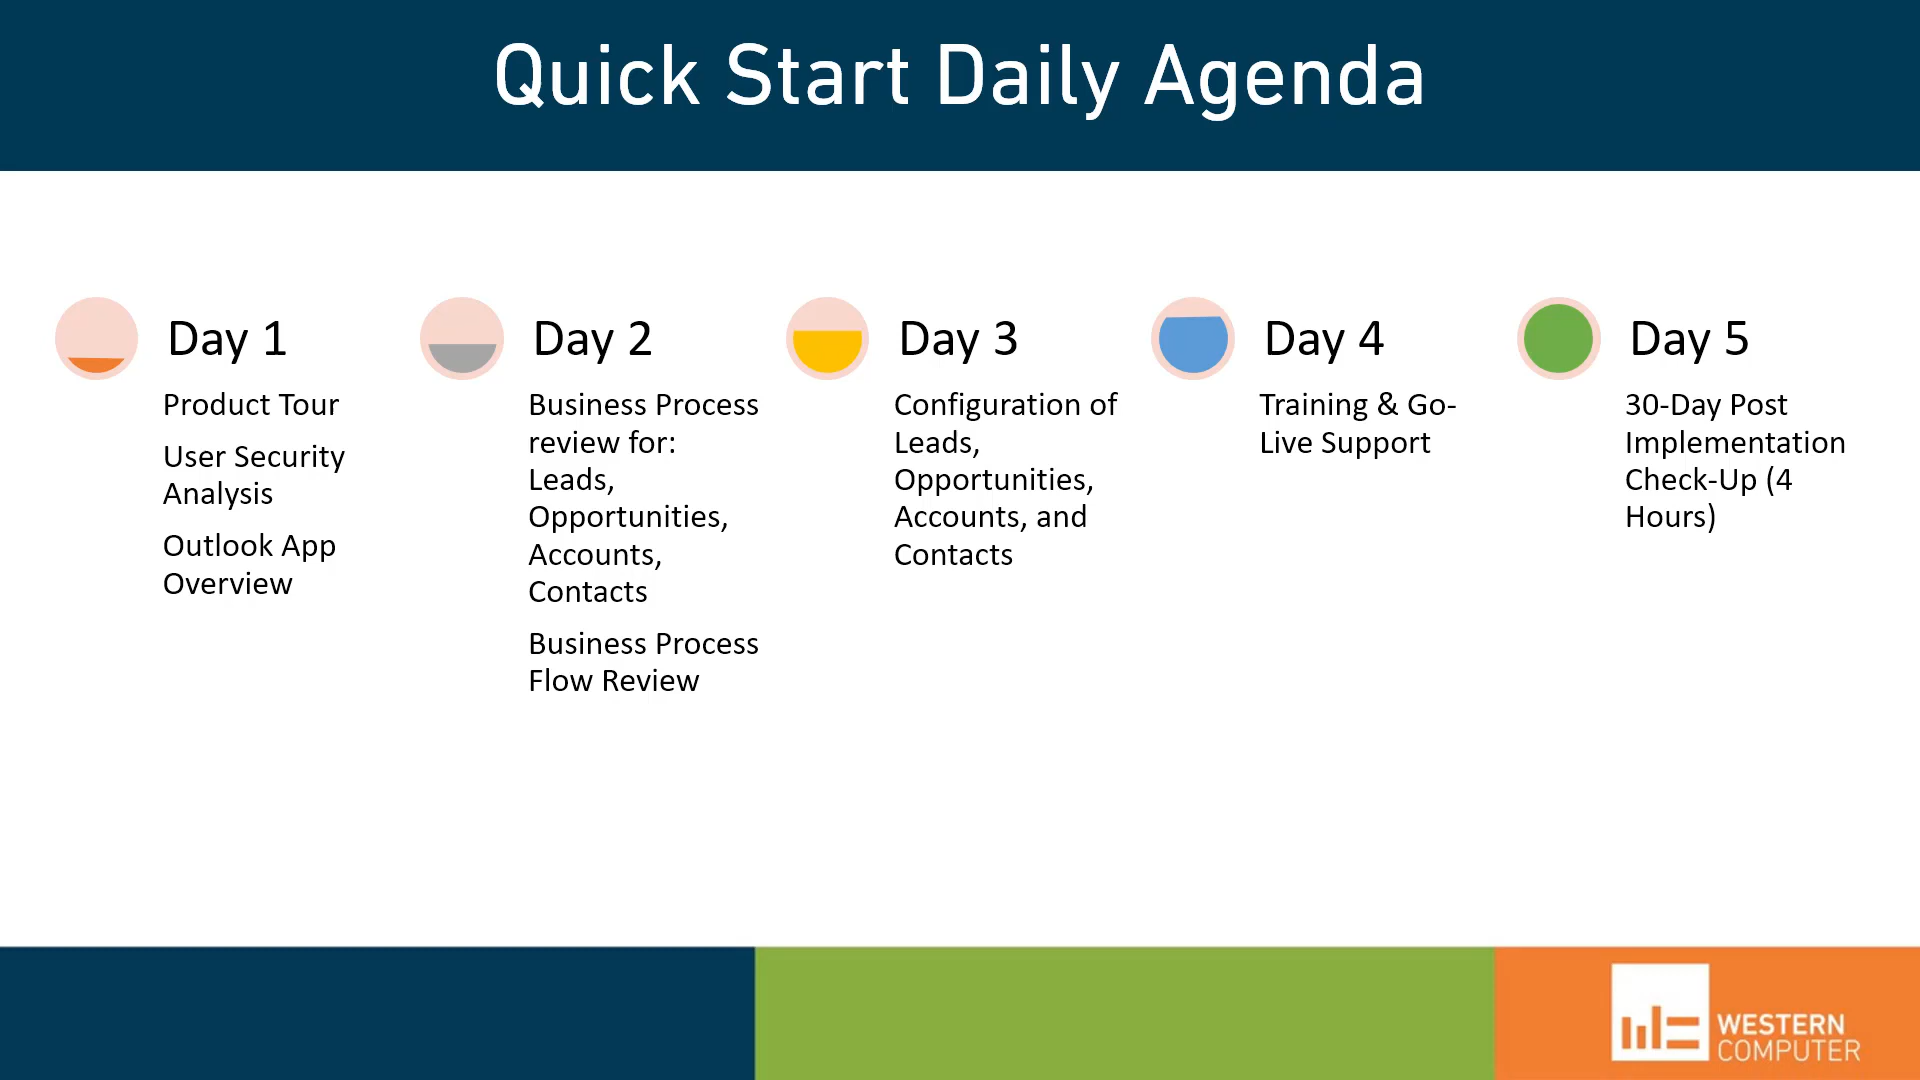 Quick Start Daily Agenda
Day 1
Product Tour
User Security
Analysis
Outlook App
Overview
Day 2
Business Process
review for:
Leads,
Opportunities,
Accounts,
Contacts
Business Process
Flow Review
Day 3
Configuration of
Leads,
Opportunities,
Accounts, and
Contacts
Day 4
Training & Go-
Live Support
Day 5
30-Day Post
Implementation
Check-Up (4
Hours)
WESTERN
COMPUTER